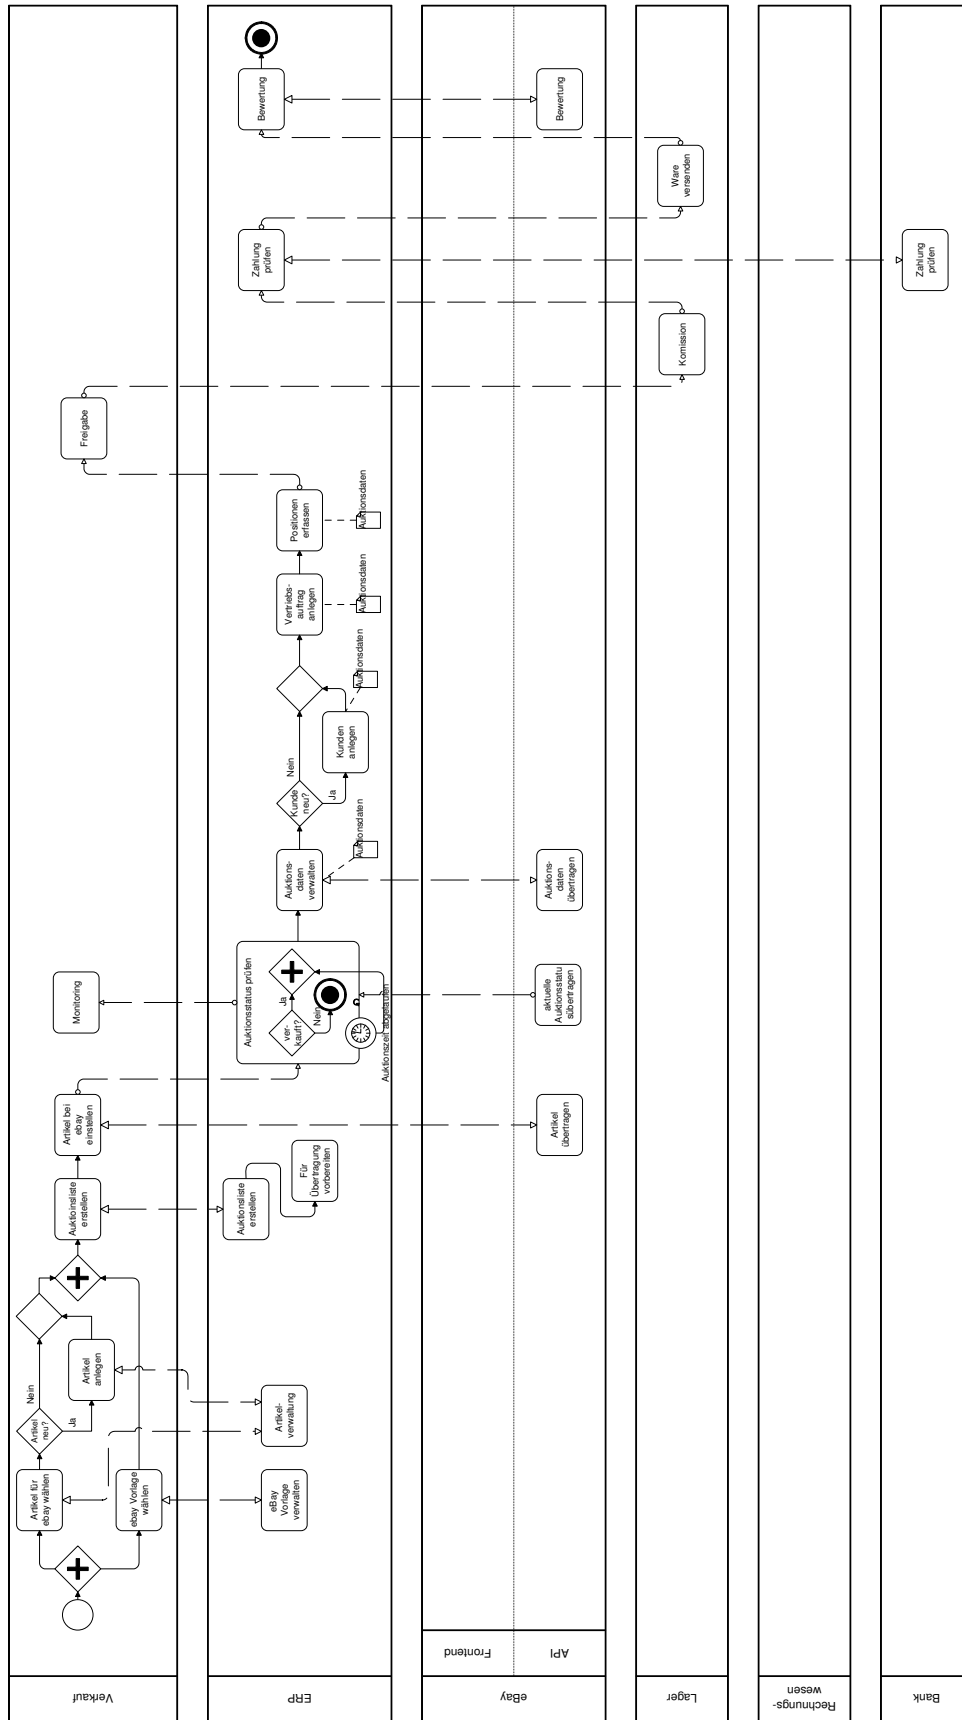 Verkauf
Artikel für
ebay wählen
ebay Vorlage
wählen
Artikel
neu?
Nein
Ja
Artikel
anlegen
Auktioinsliste
erstellen
Artikel bei
ebay
einstellen
Monitoring
Freigabe
ERP
eBay
Vorlage
verwalten
Artikel-
verwaltung
Auktionsliste
erstellen
Für
Übertragung
vorbereiten
Auktionsstatus prüfen
ver-
kauft?
Ja
Nein
Auktionszeit abgelaufen
Auktions-
daten
verwalten
Auktionsdaten
Kunde
neu?
Nein
Ja
Kunden
anlegen
Auktionsdaten
Vertriebs-
auftrag
anlegen
Auktionsdaten
Positionen
erfassen
Auktionsdaten
Zahlung
prüfen
Bewertung
eBay
Frontend
API
Artikel
übertragen
aktuelle
Auktionsstatu
sübertragen
Auktions-
daten
übertragen
Bewertung
Lager
Komission
Ware
versenden
Rechnungs-
wesen
Bank
Zahlung
prüfen